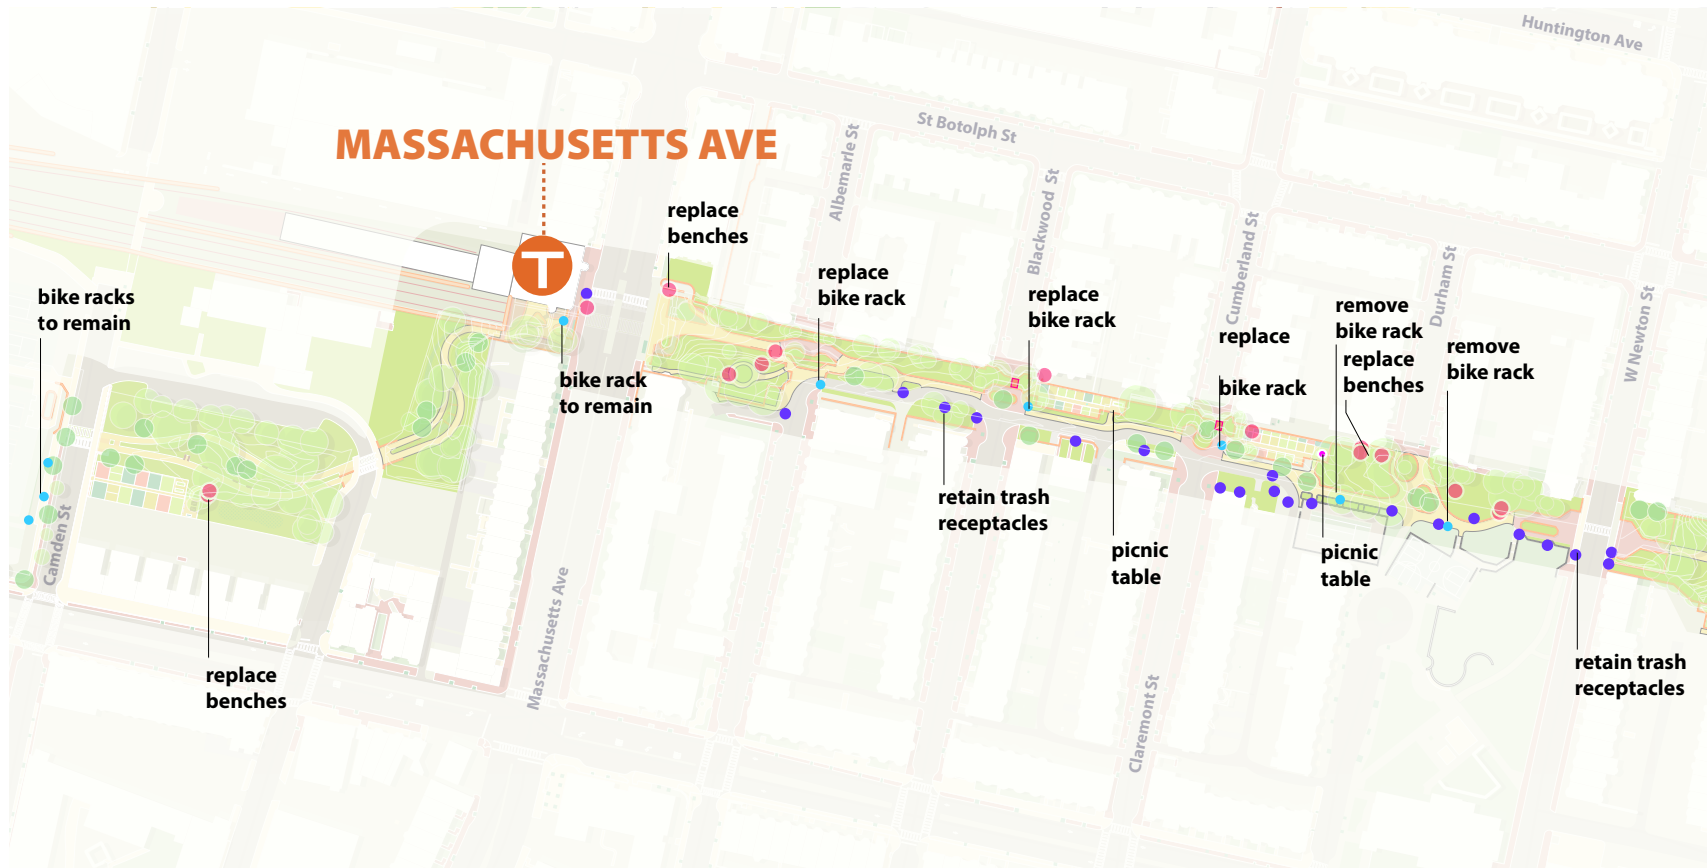 Huntington Ave
St Botolph St
MASSACHUSETTS AVE
T
Albemarle St
Blackwood St
Cumberland St
Durham St
W Newton St
replace
benches
replace
bike rack
replace
bike rack
replace
bike rack
remove
bike rack
replace
benches
remove
bike rack
bike racks
to remain
bike rack
to remain
retain trash
receptacles
picnic
table
picnic
table
Camden St
Massachusetts Ave
Claremont St
replace
benches
retain trash
receptacles